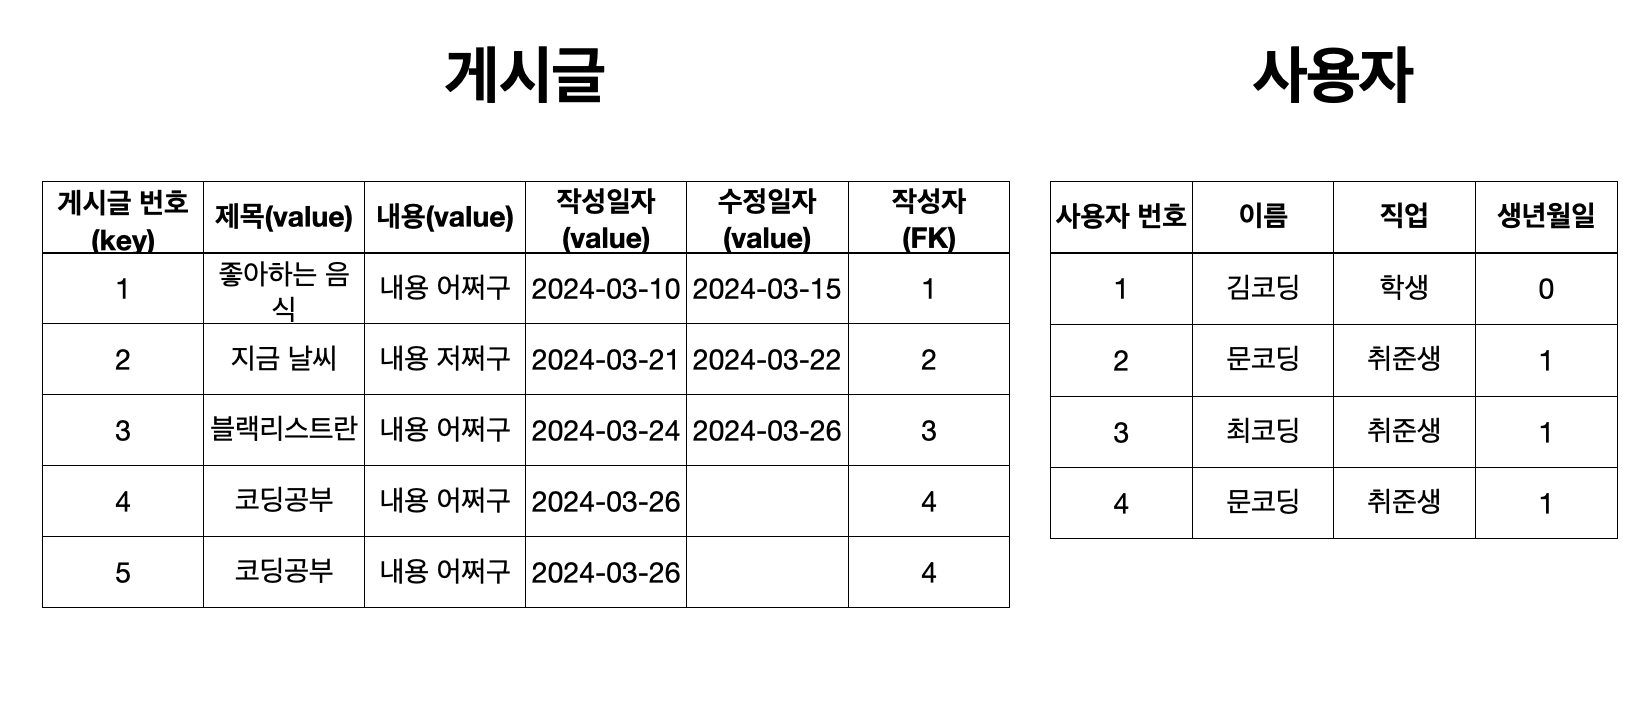 게시글
사용자
게시글 번호 (key) 제목(value) 내용(value) 작성일자 (value) 수정일자 (value) 작성자 (FK)
1 좋아하는 음식 내용 어쩌구 2024-03-10 2024-03-15 1
2 지금 날씨 내용 저쩌구 2024-03-21 2024-03-22 2
3 블랙리스트란 내용 어쩌구 2024-03-24 2024-03-26 3
4 코딩공부 내용 어쩌구 2024-03-26 4
5 코딩공부 내용 어쩌구 2024-03-26 4
사용자 번호 이름 직업 생년월일
1 김코딩 학생 0
2 문코딩 취준생 1
3 최코딩 취준생 1
4 문코딩 취준생 1